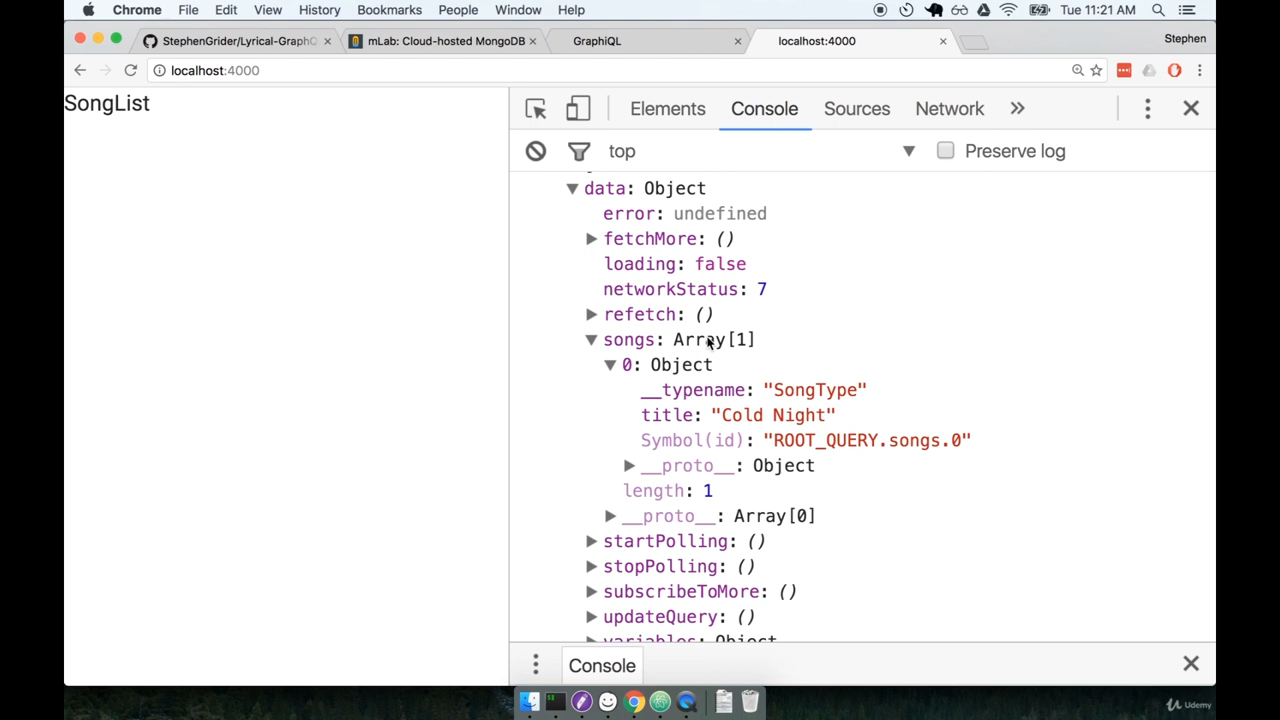 Chrome File Edit View History Bookmarks People Window Help Tue 11:21 AM
StephenGrider/Lyrical-GraphQ mLab: Cloud-hosted MongoDB GraphiQL localhost:4000 Stephen
localhost:4000
SongList
Elements Console Sources Network
top Preserve log
data: Object
error: undefined
fetchMore: ()
loading: false
networkStatus: 7
refetch: ()
songs: Array[1]
0: Object
__typename: "SongType"
title: "Cold Night"
Symbol(id): "ROOT_QUERY.songs.0"
__proto__: Object
length: 1
__proto__: Array[0]
startPolling: ()
stopPolling: ()
subscribeToMore: ()
updateQuery: ()
variables: Object
Console
Udemy